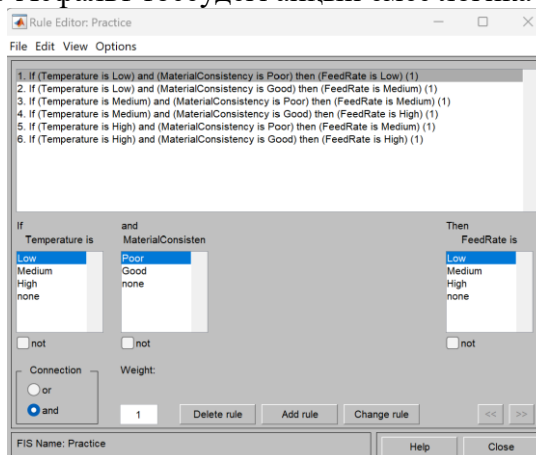 Rule Editor: Practice
File Edit View Options
1. If (Temperature is Low) and (MaterialConsistency is Poor) then (FeedRate is Low) (1)
2. If (Temperature is Low) and (MaterialConsistency is Good) then (FeedRate is Medium) (1)
3. If (Temperature is Medium) and (MaterialConsistency is Poor) then (FeedRate is Medium) (1)
4. If (Temperature is Medium) and (MaterialConsistency is Good) then (FeedRate is High) (1)
5. If (Temperature is High) and (MaterialConsistency is Poor) then (FeedRate is Medium) (1)
6. If (Temperature is High) and (MaterialConsistency is Good) then (FeedRate is High) (1)
If and Then
Temperature is MaterialConsisten FeedRate is
Low Poor Low
Medium Good Medium
High none High
none none
not not not
Connection Weight:
or
and 1 Delete rule Add rule Change rule << >>
FIS Name: Practice Help Close